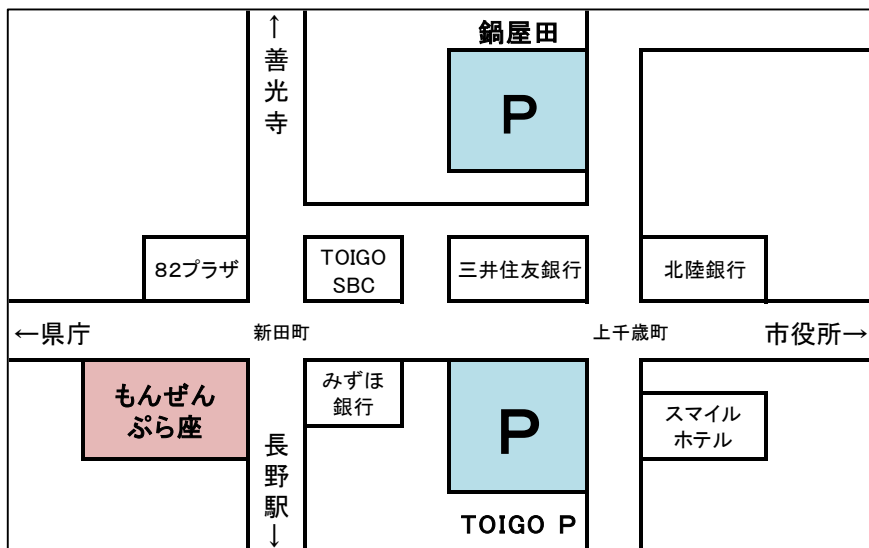 ↑善光寺
鍋屋田
P
82プラザ
TOIGO
SBC
三井住友銀行
北陸銀行
←県庁
新田町
上千歳町
市役所→
もんぜん
ぷら座
みずほ
銀行
P
スマイル
ホテル
長野駅↓
TOIGO P